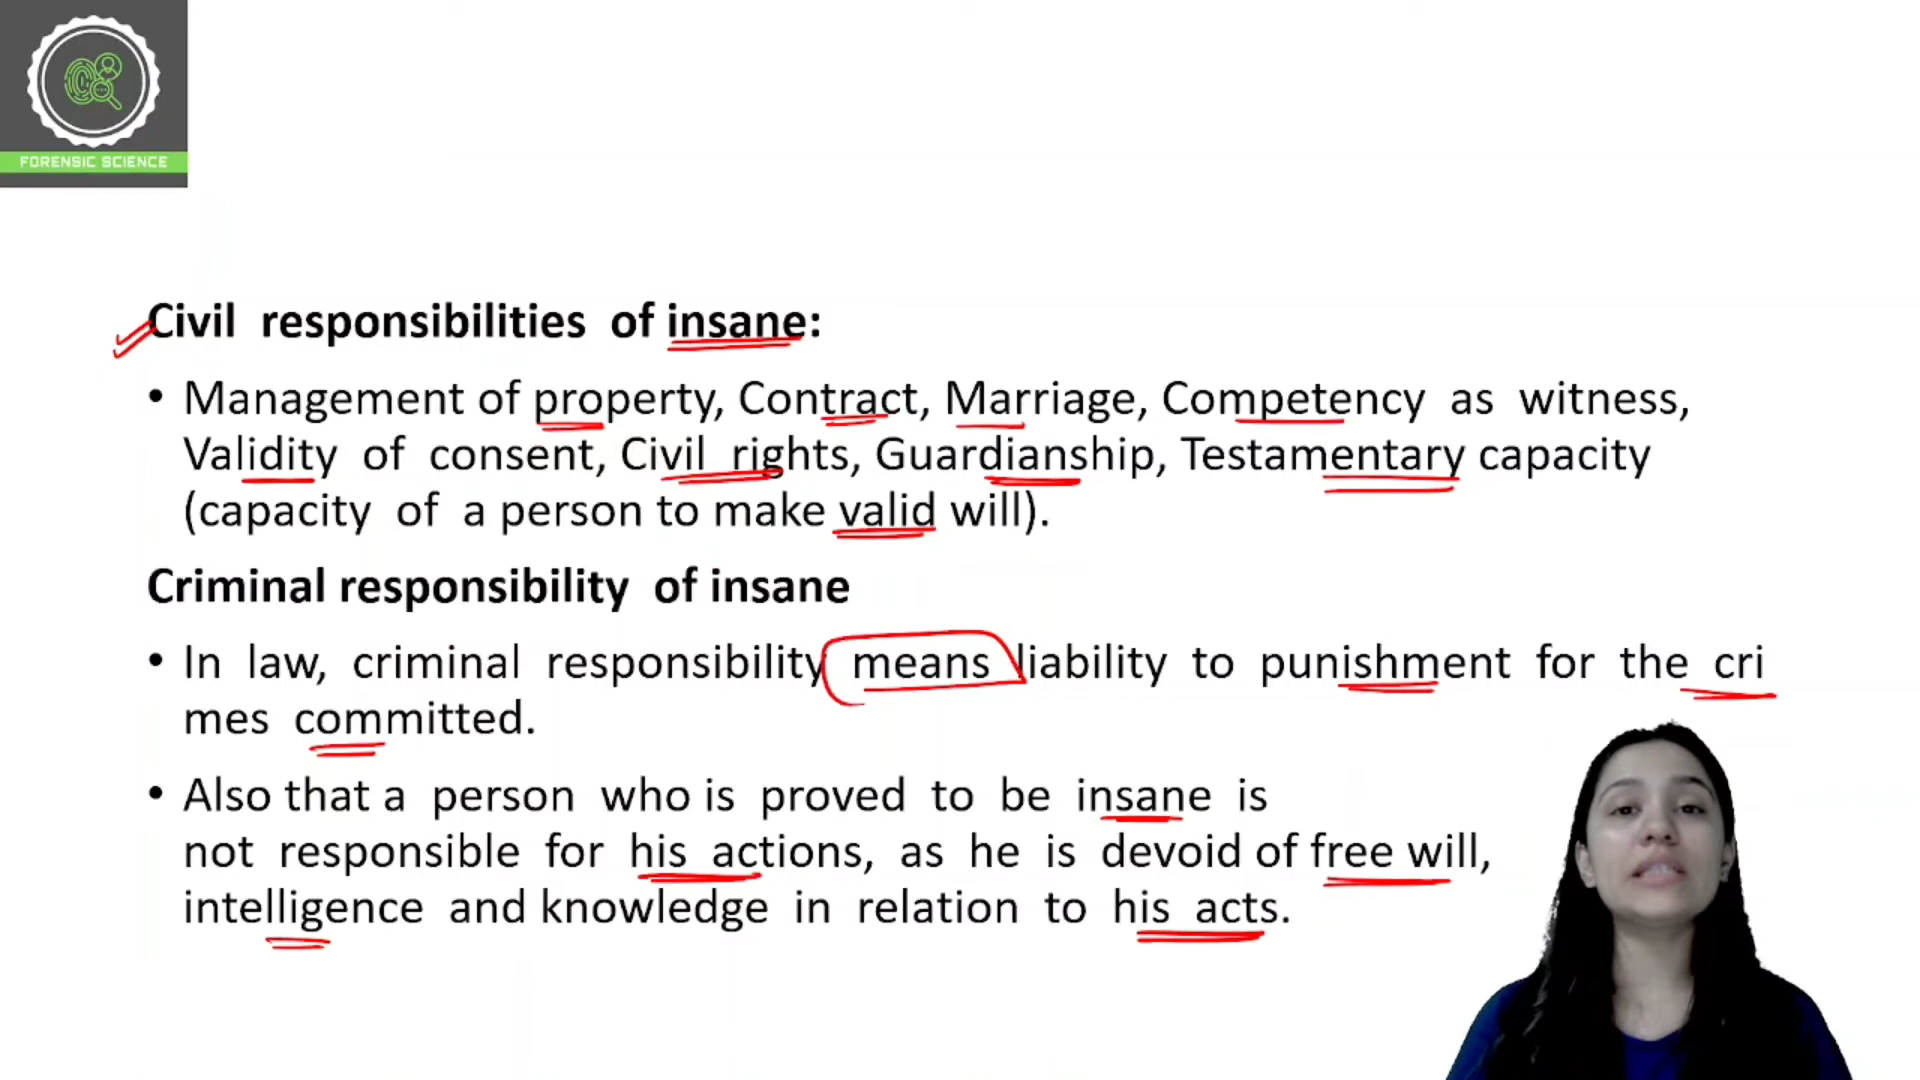 FORENSIC SCIENCE
Civil responsibilities of insane:
• Management of property, Contract, Marriage, Competency as witness,
Validity of consent, Civil rights, Guardianship, Testamentary capacity
(capacity of a person to make valid will).
Criminal responsibility of insane
• In law, criminal responsibility means liability to punishment for the cri
mes committed.
• Also that a person who is proved to be insane is
not responsible for his actions, as he is devoid of free will,
intelligence and knowledge in relation to his acts.